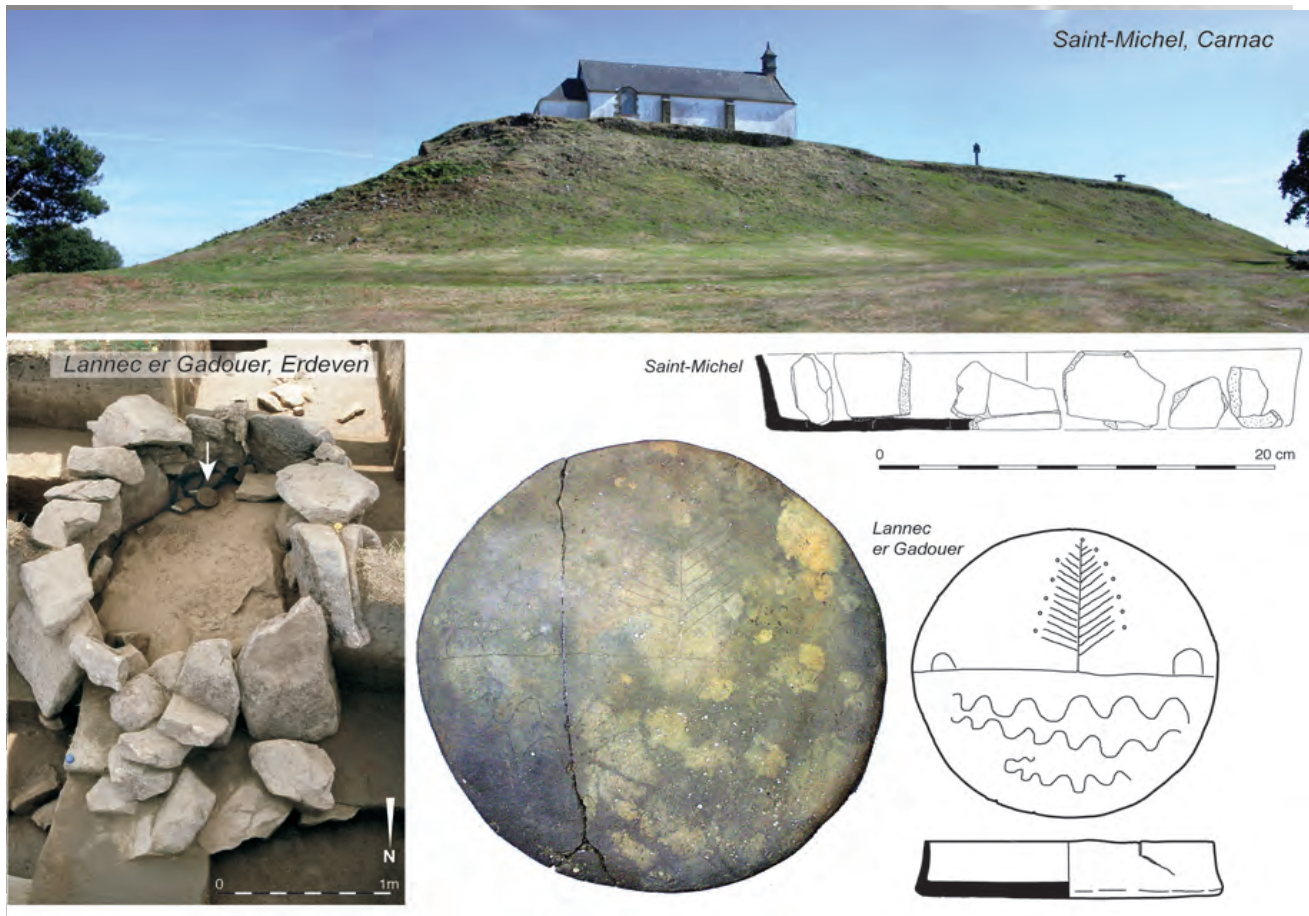 Saint-Michel, Carnac
Lannec er Gadouer, Erdeven
Saint-Michel
0 20 cm
Lannec
er Gadouer
N
0 1m